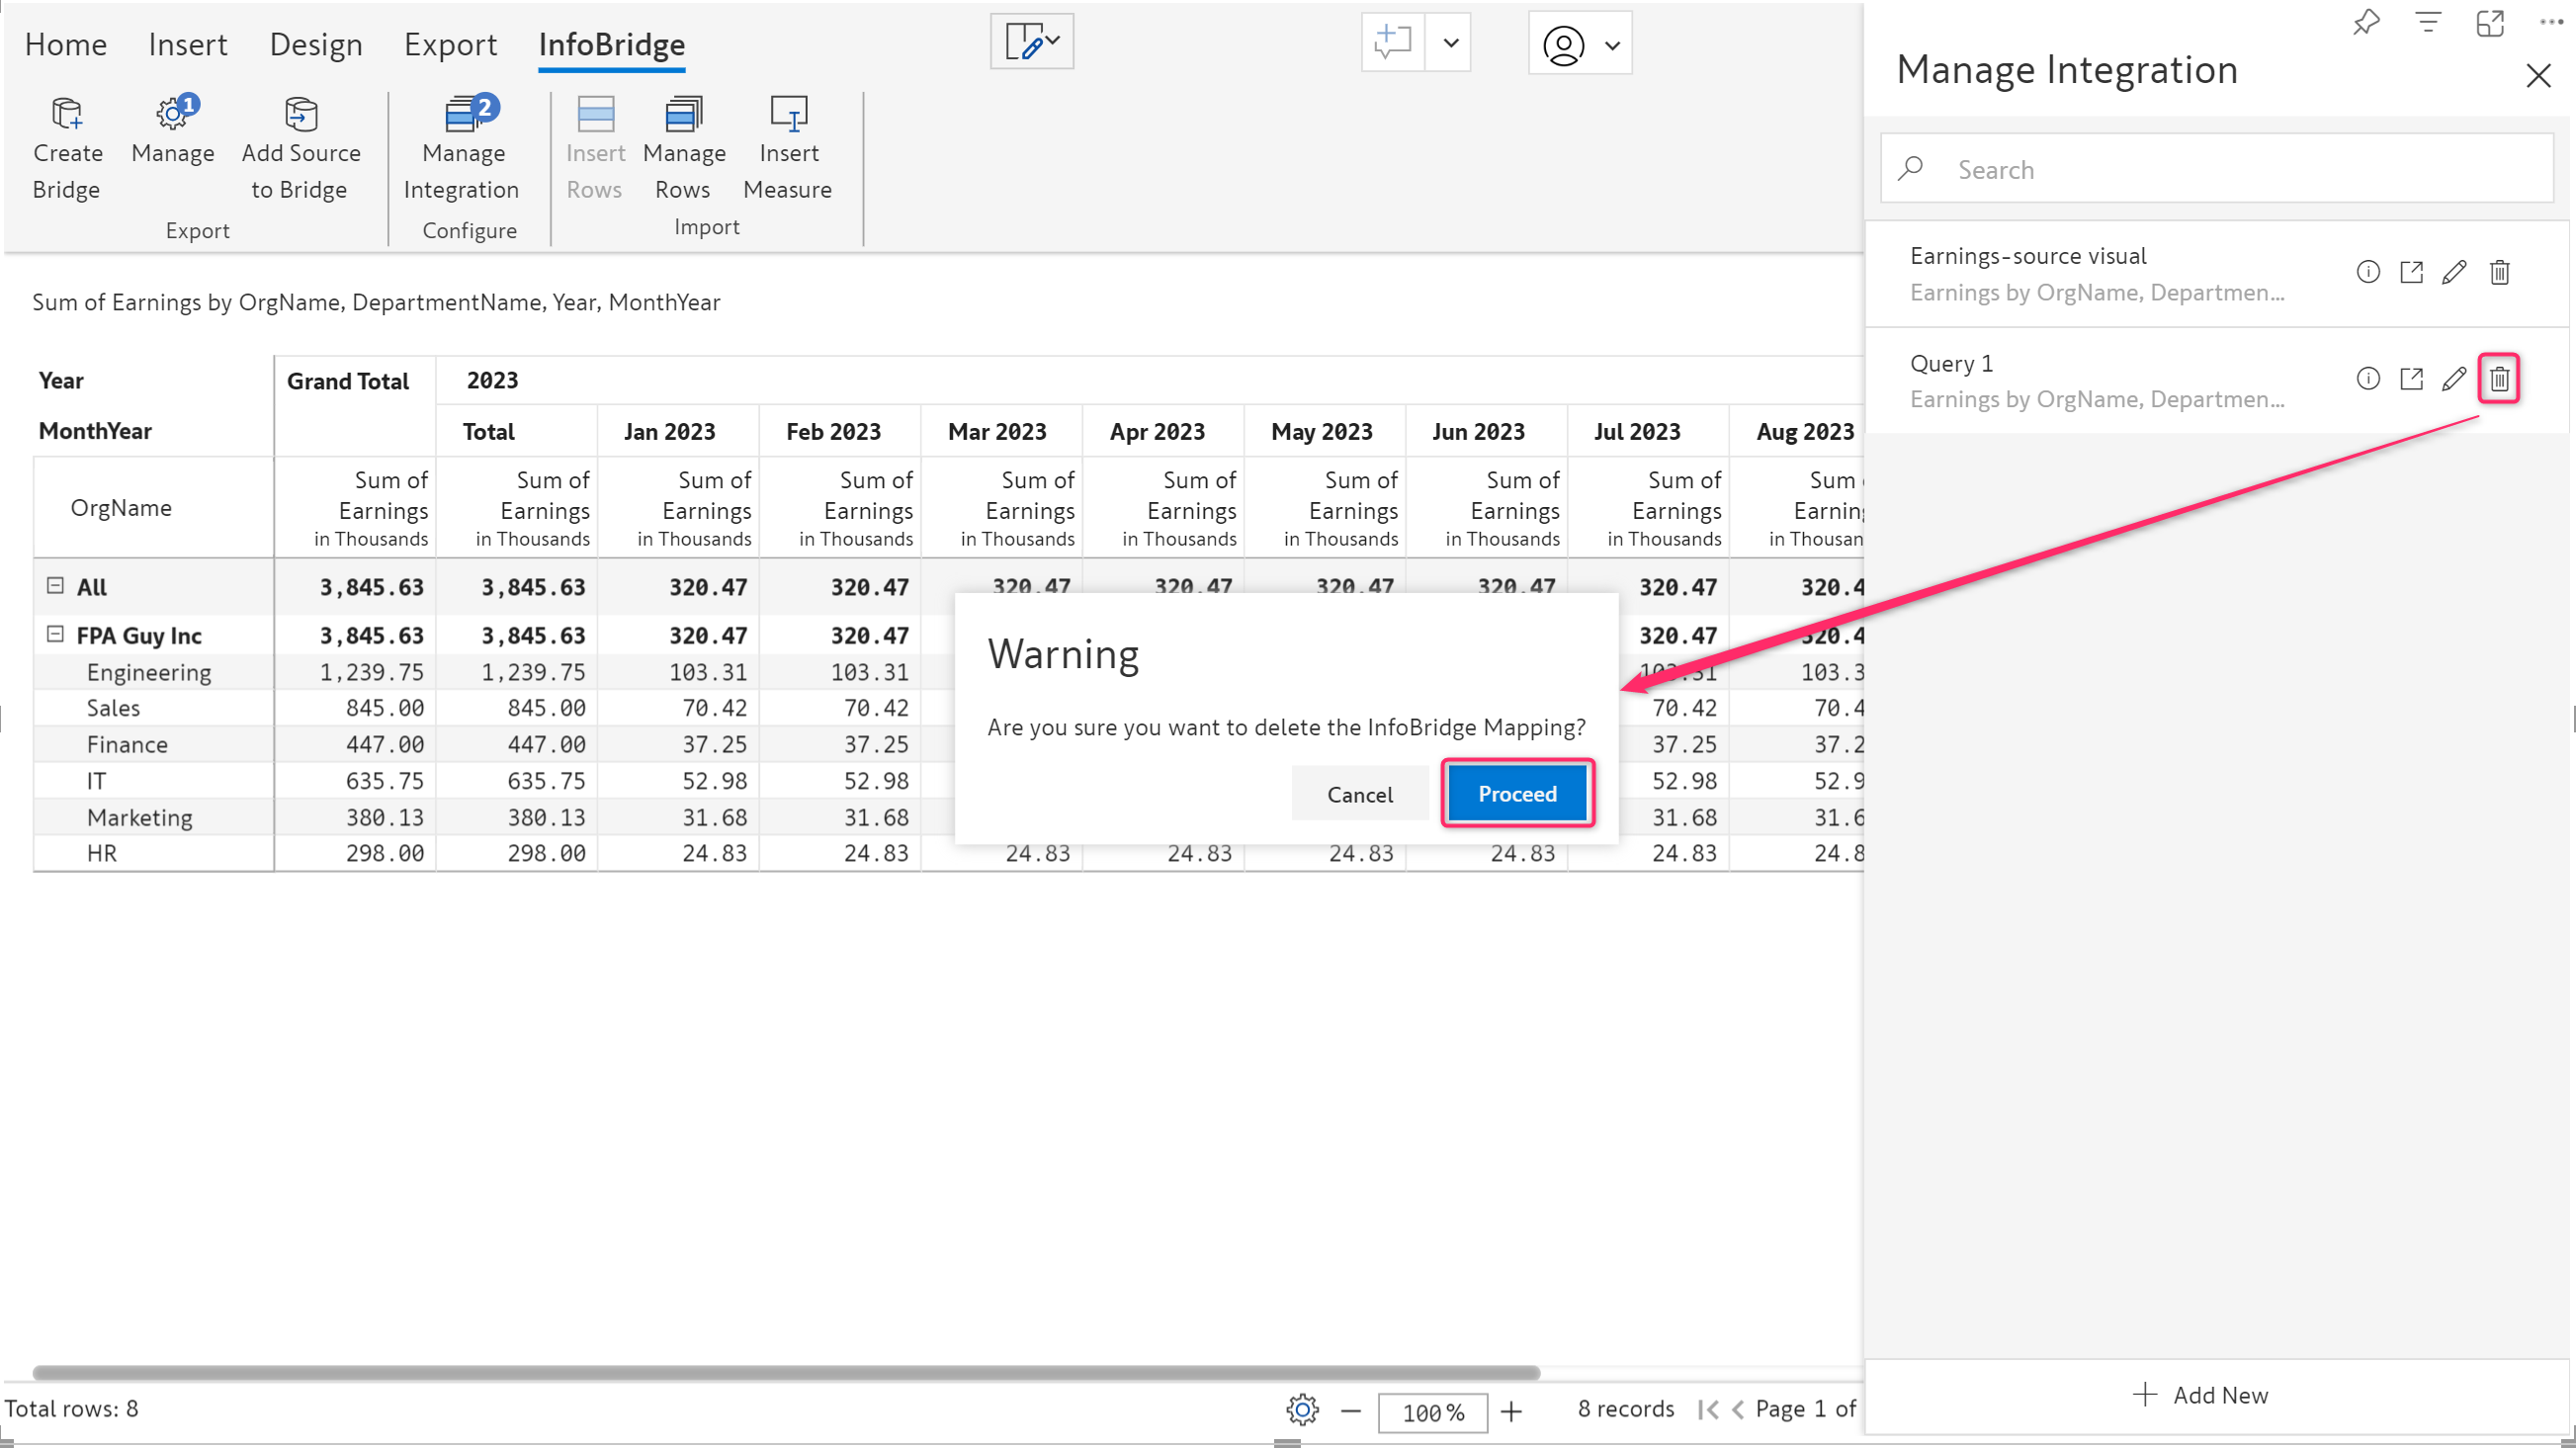 Home Insert Design Export InfoBridge
Create Bridge
1
Manage
Add Source to Bridge
Export
2
Manage Integration
Configure
Insert Rows
Manage Rows
Insert Measure
Import
Sum of Earnings by OrgName, DepartmentName, Year, MonthYear
Year Grand Total 2023
MonthYear Total Jan 2023 Feb 2023 Mar 2023 Apr 2023 May 2023 Jun 2023 Jul 2023 Aug 2023
OrgName
Sum of Sum of Sum of Sum of Sum of Sum of Sum of Sum of Sum of Sum
Earnings Earnings Earnings Earnings Earnings Earnings Earnings Earnings Earnings Earning
in Thousands in Thousands in Thousands in Thousands in Thousands in Thousands in Thousands in Thousands in Thousands in Thousan
All 3,845.63 3,845.63 320.47 320.47 320.47 320.47 320.47 320.47 320.47 320.4
FPA Guy Inc 3,845.63 3,845.63 320.47 320.47 320.47 320.4
Engineering 1,239.75 1,239.75 103.31 103.31 103.31 103.3
Sales 845.00 845.00 70.42 70.42 70.42 70.4
Finance 447.00 447.00 37.25 37.25 37.25 37.2
IT 635.75 635.75 52.98 52.98 52.98 52.9
Marketing 380.13 380.13 31.68 31.68 31.68 31.6
HR 298.00 298.00 24.83 24.83 24.83 24.83 24.83 24.83 24.83 24.8
Warning
Are you sure you want to delete the InfoBridge Mapping?
Cancel Proceed
Total rows: 8 100% 8 records Page 1 of
Manage Integration
Search
Earnings-source visual
Earnings by OrgName, Departmen...
Query 1
Earnings by OrgName, Departmen...
Add New